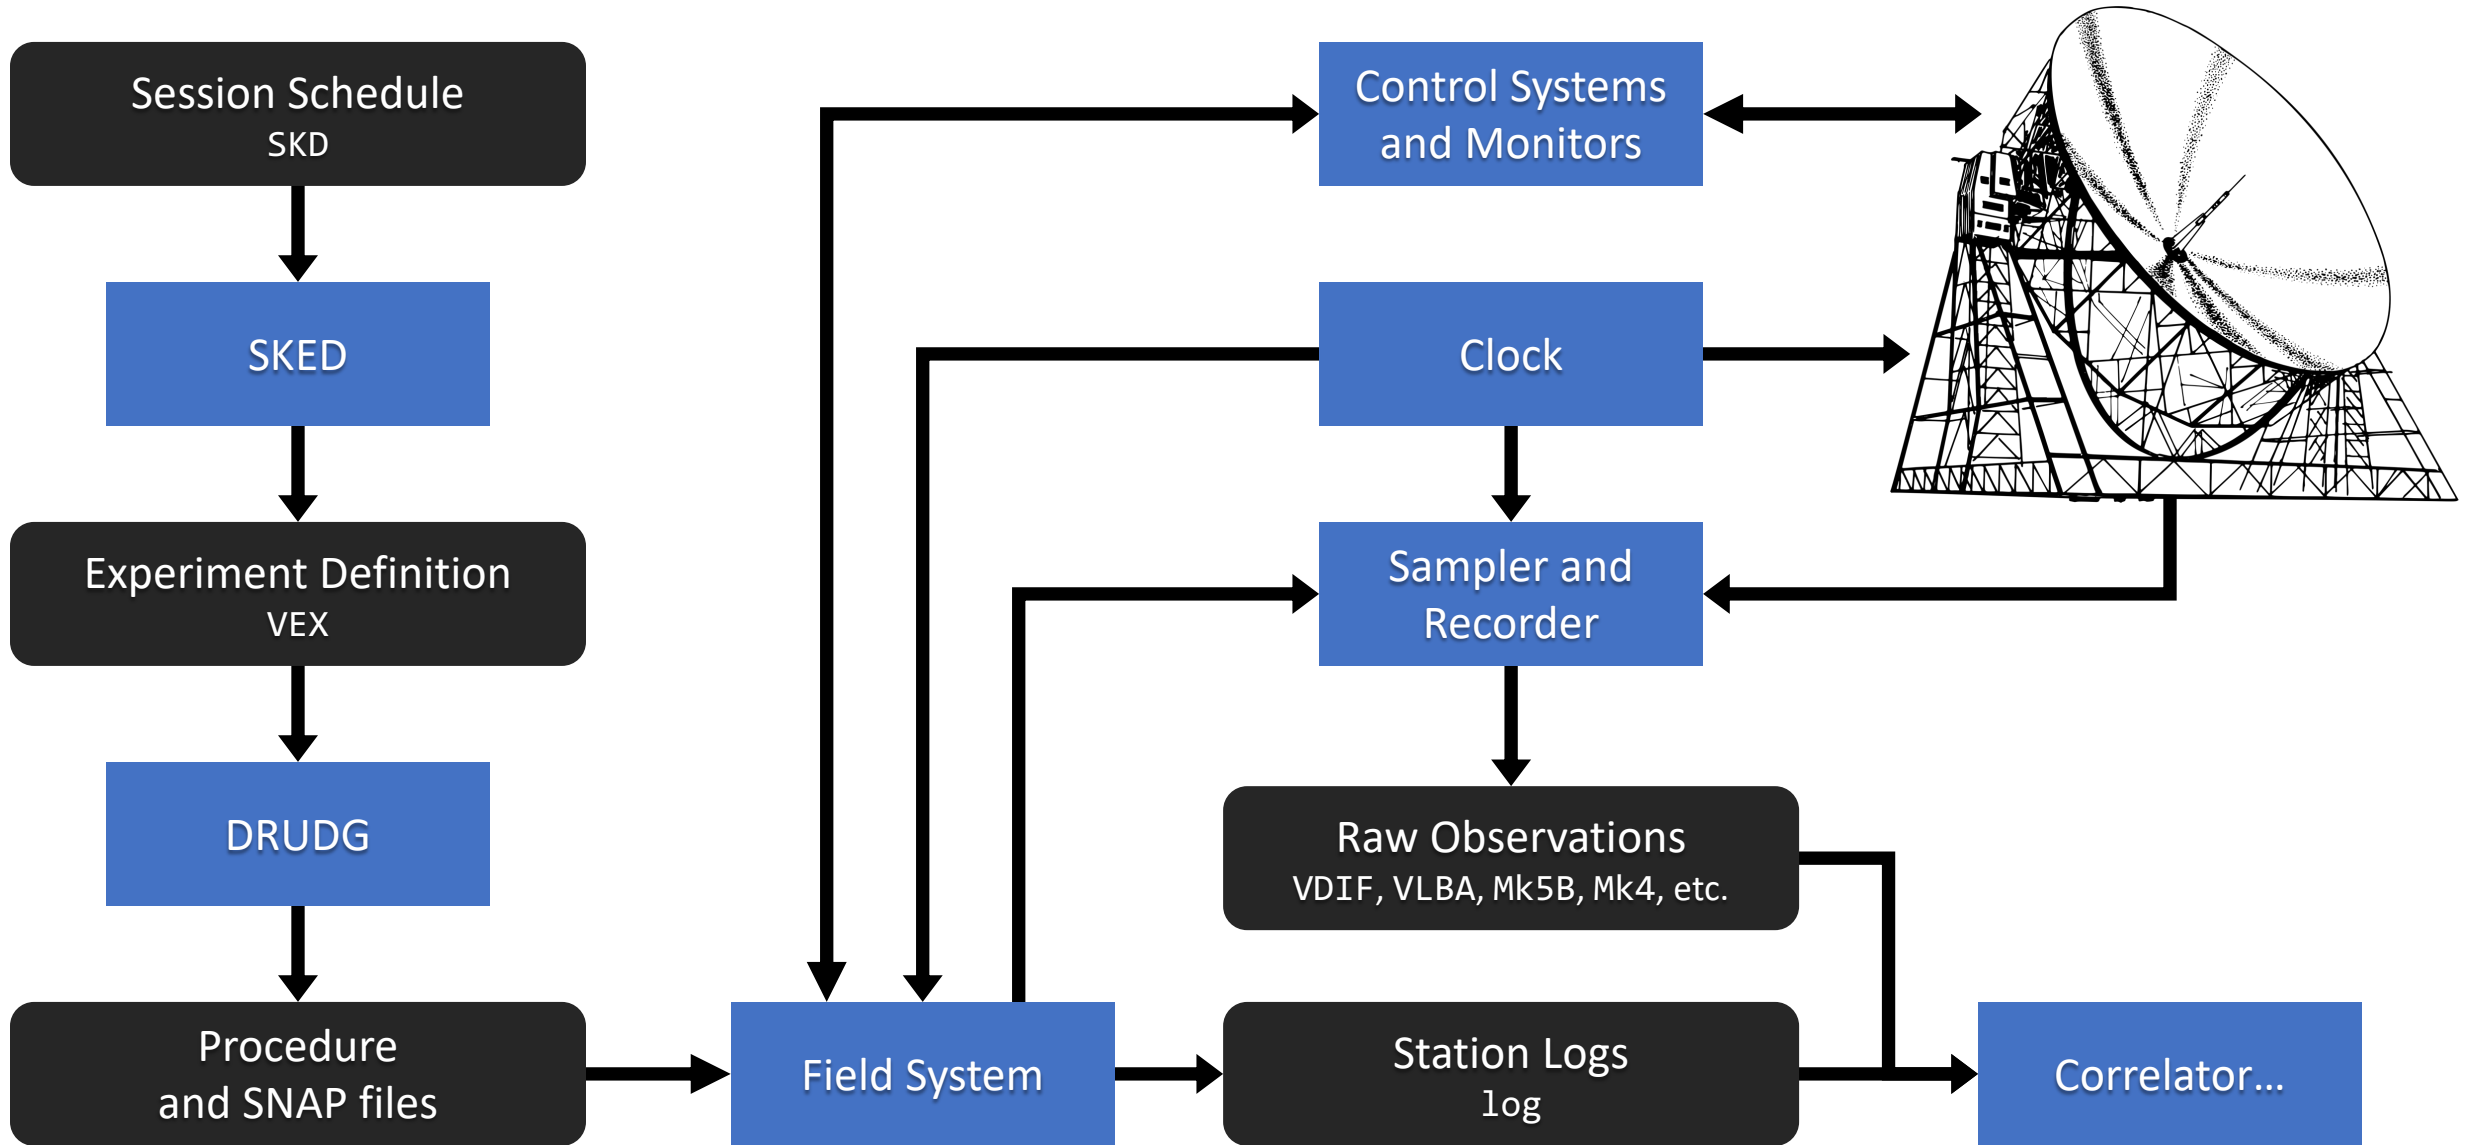 Session Schedule
SKD
SKED
Experiment Definition
VEX
DRUDG
Procedure
and SNAP files
Control Systems
and Monitors
Clock
Sampler and
Recorder
Raw Observations
VDIF, VLBA, Mk5B, Mk4, etc.
Field System
Station Logs
log
Correlator…